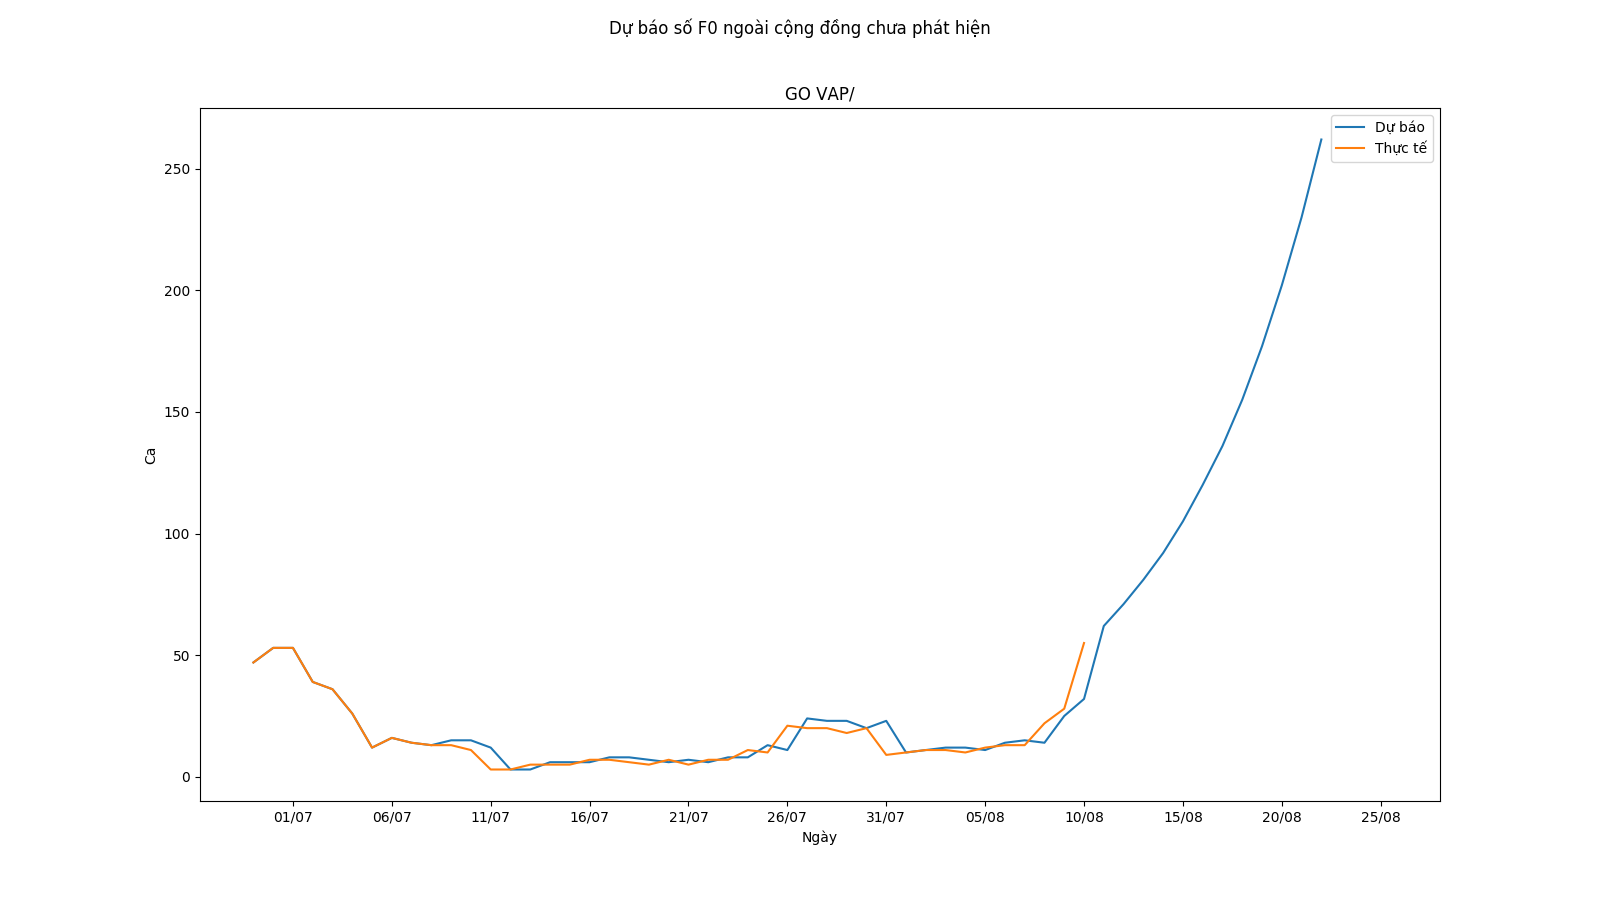 Dự báo số F0 ngoài cộng đồng chưa phát hiện
GO VAP/
Dự báo
Thực tế
250
200
150
100
50
0
Ca
01/07 06/07 11/07 16/07 21/07 26/07 31/07 05/08 10/08 15/08 20/08 25/08
Ngày